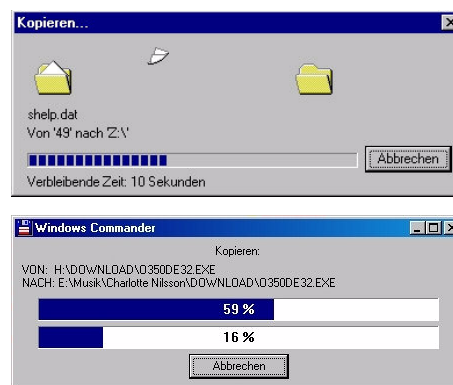 Kopieren...
shelp.dat
Von '49' nach 'Z:\'
Abbrechen
Verbleibende Zeit: 10 Sekunden
Windows Commander
Kopieren:
VON: H:\DOWNLOAD\O350DE32.EXE
NACH: E:\Musik\Charlotte Nilsson\DOWNLOAD\O350DE32.EXE
59 %
16 %
Abbrechen